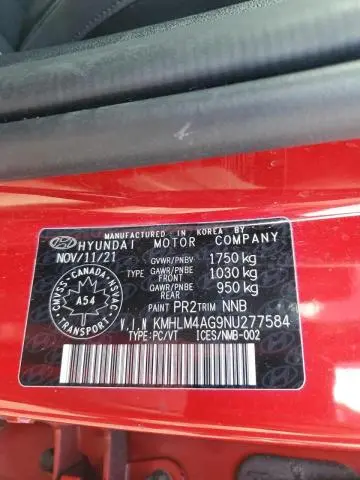 MANUFACTURED IN KOREA BY
HYUNDAI MOTOR COMPANY
NOV/11/21
GVWR/PNBV 1750 kg
GAWR/PNBE FRONT 1030 kg
GAWR/PNBE REAR 950 kg
PAINT PR2 TRIM NNB
V.I.N KMHLM4AG9NU277584
TYPE:PC/VT ICES/NMB-002
CANADA
CMVSS
NSVAC
A54
TRANSPORT